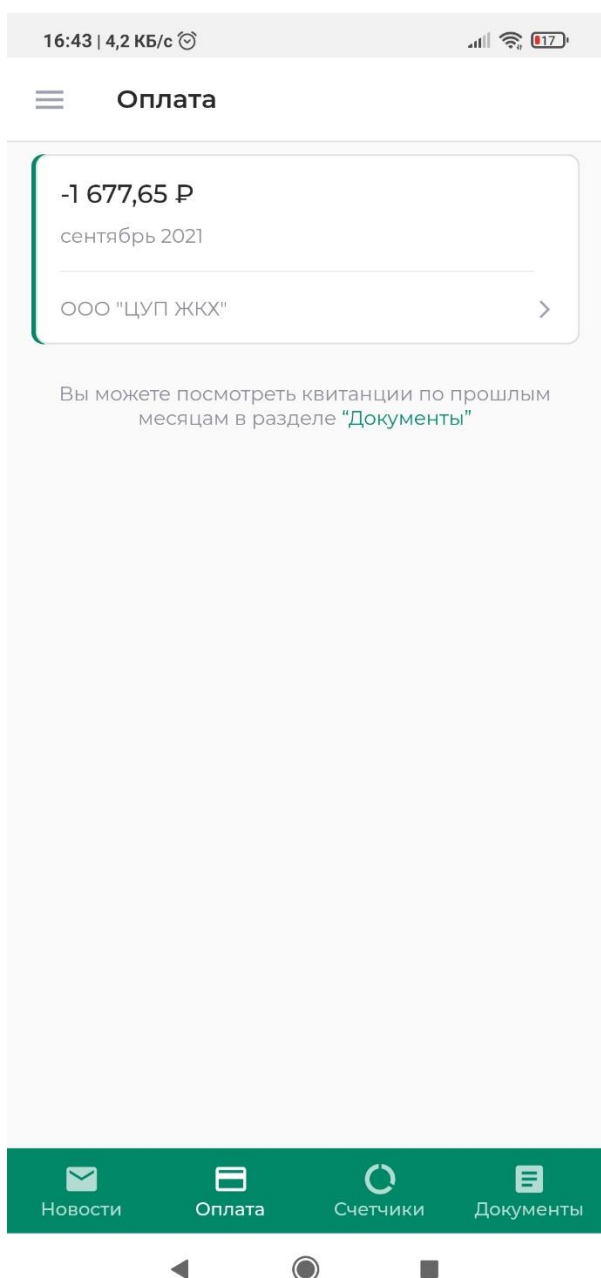 16:43 | 4,2 КБ/с
17
Оплата
-1 677,65 ₽
сентябрь 2021
ООО "ЦУП ЖКХ"
Вы можете посмотреть квитанции по прошлым
месяцам в разделе “Документы”
Новости Оплата Счетчики Документы